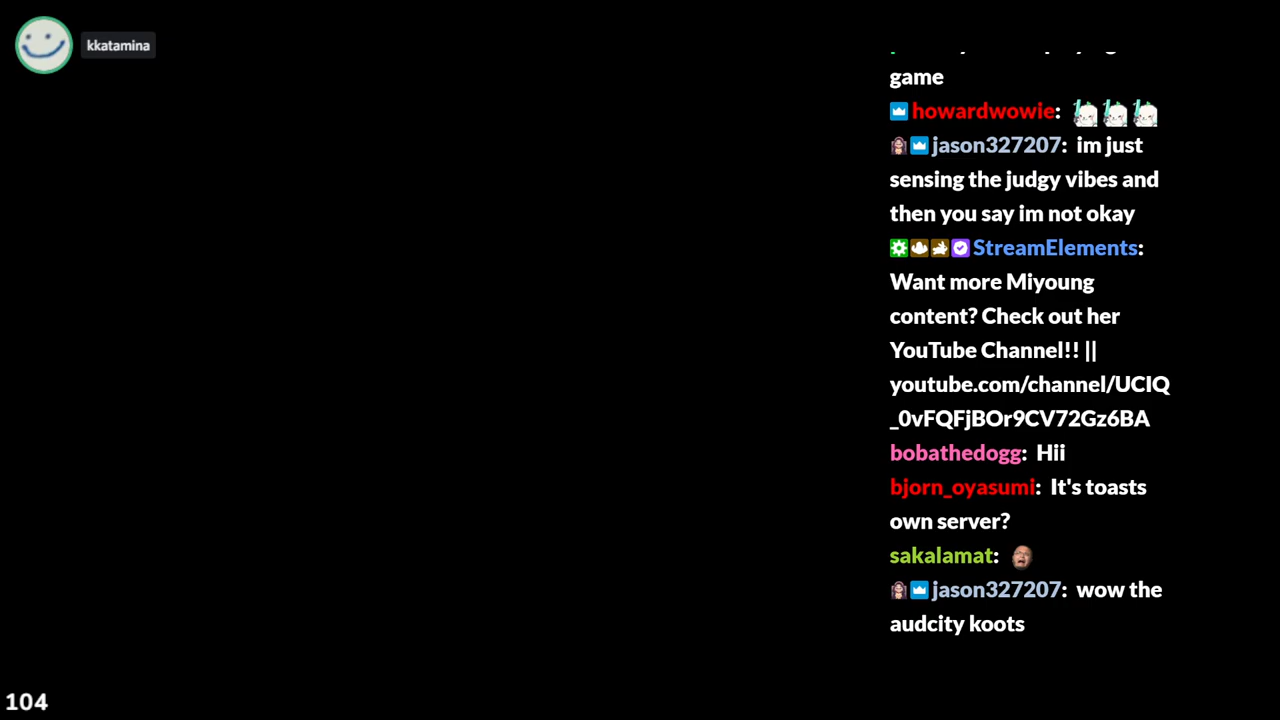 kkatamina
game
howardwowie:
jason327207: im just
sensing the judgy vibes and
then you say im not okay
StreamElements:
Want more Miyoung
content? Check out her
YouTube Channel!! ||
youtube.com/channel/UCIQ
_0vFQFjBOr9CV72Gz6BA
bobathedogg: Hii
bjorn_oyasumi: It's toasts
own server?
sakalamat:
jason327207: wow the
audcity koots
104